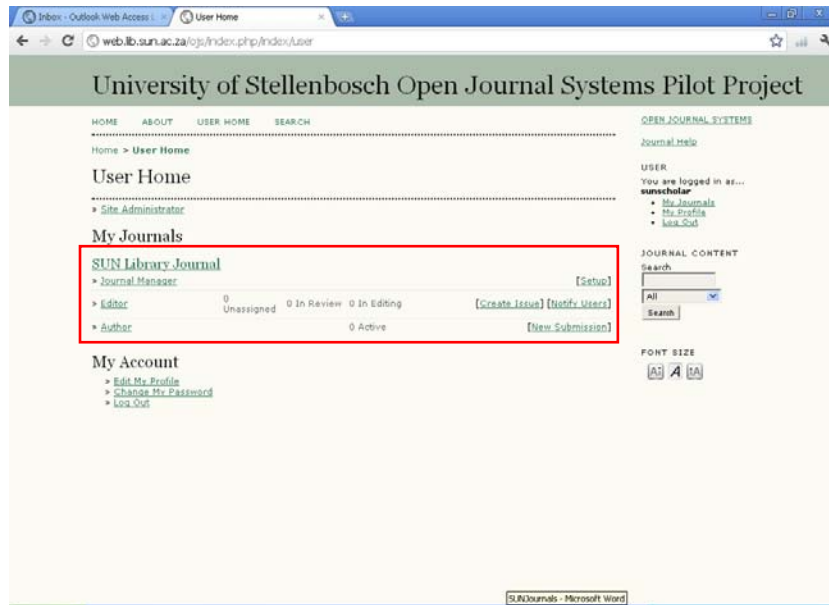 Inbox - Outlook Web Access L
User Home
web.lib.sun.ac.za/ojs/index.php/index/user
University of Stellenbosch Open Journal Systems Pilot Project
HOME ABOUT USER HOME SEARCH
Home > User Home
User Home
» Site Administrator
My Journals
SUN Library Journal
» Journal Manager [Setup]
» Editor 0 Unassigned 0 In Review 0 In Editing [Create Issue] [Notify Users]
» Author 0 Active [New Submission]
My Account
» Edit My Profile
» Change My Password
» Log Out
OPEN JOURNAL SYSTEMS
Journal Help
USER
You are logged in as...
sunscholar
• My Journals
• My Profile
• Log Out
JOURNAL CONTENT
Search
All
Search
FONT SIZE
A A A
SUNJournals - Microsoft Word